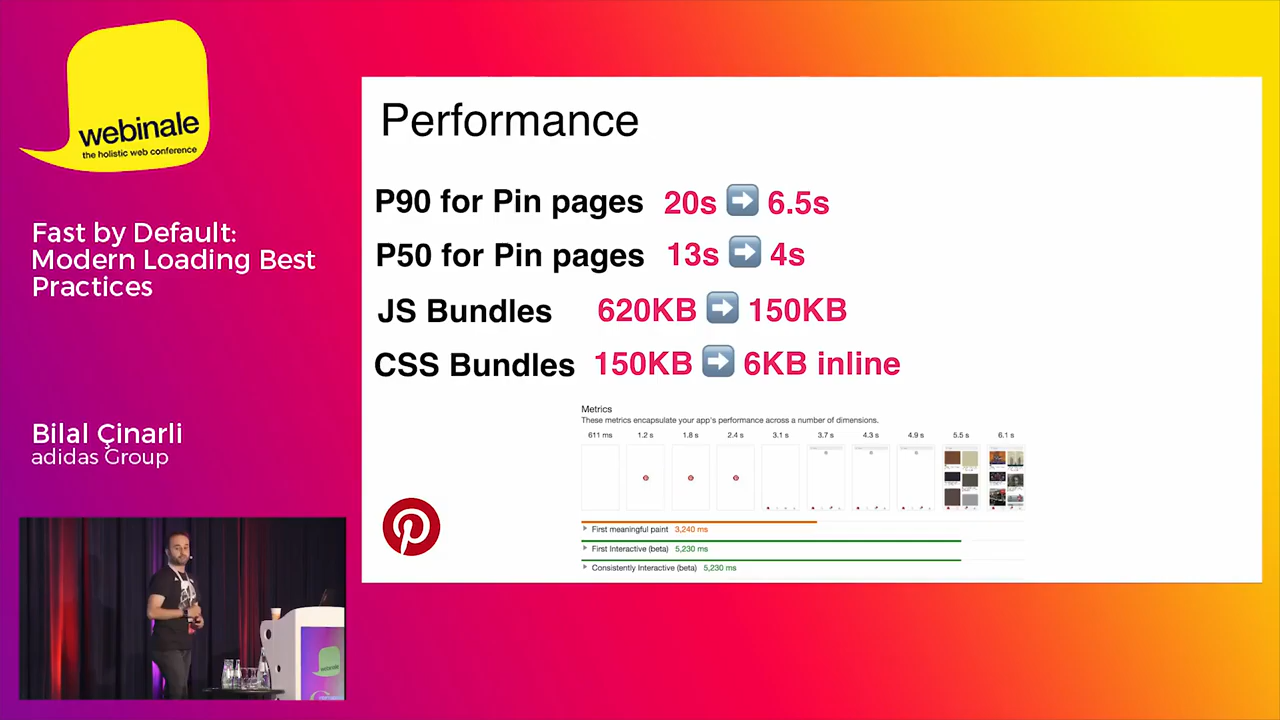 webinale
the holistic web conference
Fast by Default:
Modern Loading Best
Practices
Bilal Çinarli
adidas Group
webinale
Performance
P90 for Pin pages 20s ➡ 6.5s
P50 for Pin pages 13s ➡ 4s
JS Bundles 620KB ➡ 150KB
CSS Bundles 150KB ➡ 6KB inline
Metrics
These metrics encapsulate your app's performance across a number of dimensions.
611 ms 1.2 s 1.8 s 2.4 s 3.1 s 3.7 s 4.3 s 4.9 s 5.5 s 6.1 s
First meaningful paint 3,240 ms
First Interactive (beta) 5,230 ms
Consistently Interactive (beta) 5,230 ms